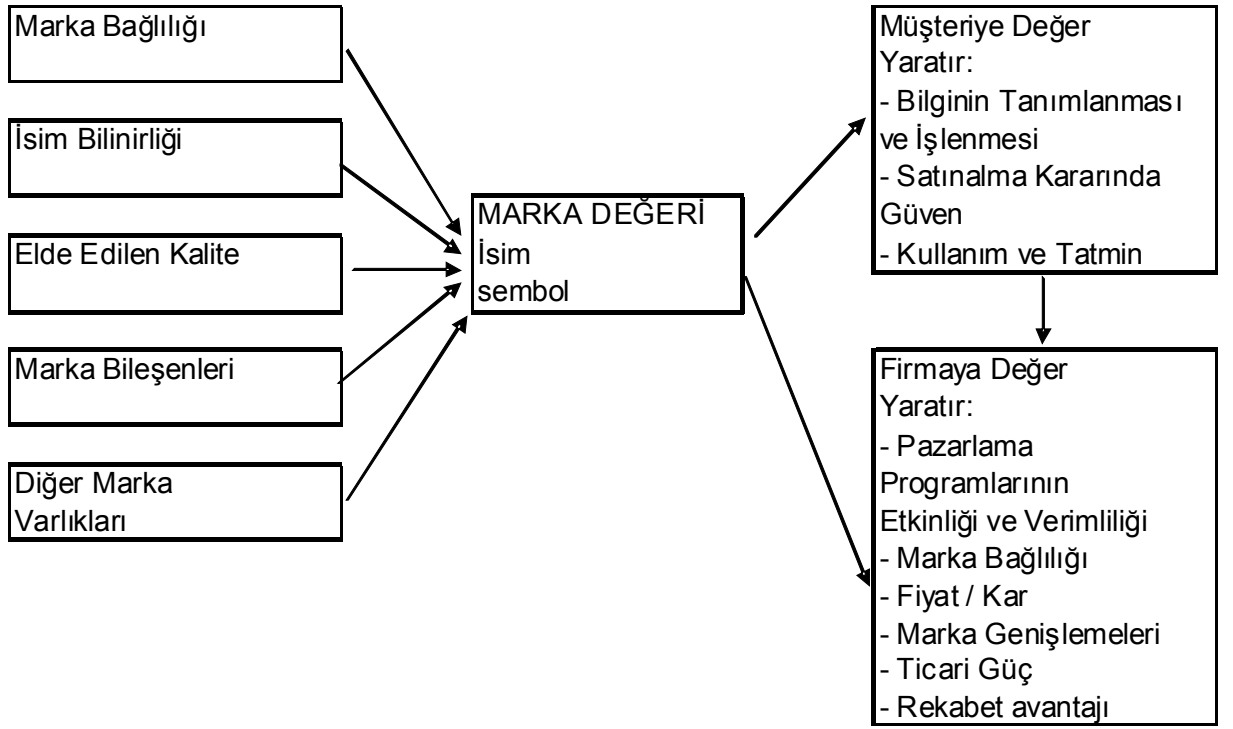 Marka Bağlılığı
İsim Bilinirliği
Elde Edilen Kalite
Marka Bileşenleri
Diğer Marka
Varlıkları
MARKA DEĞERİ
İsim
sembol
Müşteriye Değer
Yaratır:
- Bilginin Tanımlanması
ve İşlenmesi
- Satınalma Kararında
Güven
- Kullanım ve Tatmin
Firmaya Değer
Yaratır:
- Pazarlama
Programlarının
Etkinliği ve Verimliliği
- Marka Bağlılığı
- Fiyat / Kar
- Marka Genişlemeleri
- Ticari Güç
- Rekabet avantajı